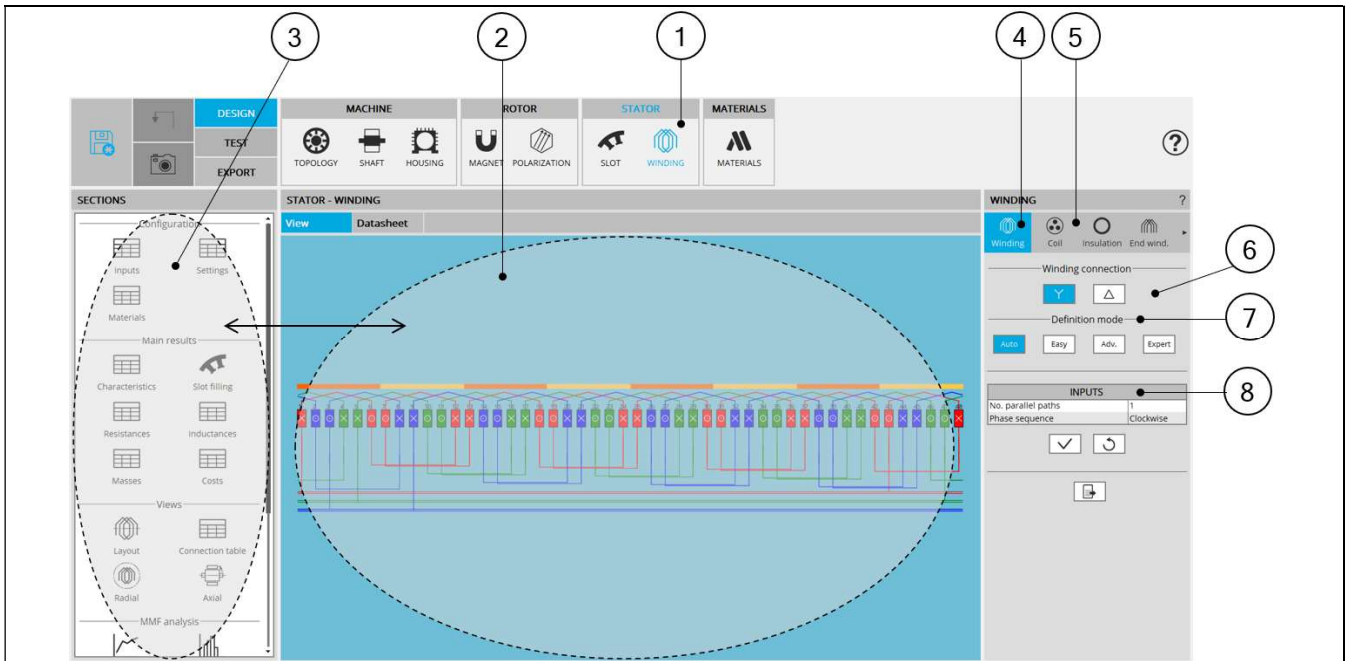 3
2
1
4
5
DESIGN
TEST
EXPORT
MACHINE
ROTOR
STATOR
MATERIALS
TOPOLOGY
SHAFT
HOUSING
MAGNET
POLARIZATION
SLOT
WINDING
MATERIALS
?
SECTIONS
STATOR - WINDING
WINDING
?
View
Datasheet
Configuration
Inputs
Settings
Materials
Main results
Characteristics
Slot filling
Resistances
Inductances
Masses
Costs
Views
Layout
Connection table
Radial
Axial
MMF analysis
Winding
Coil
Insulation
End wind.
6
Winding connection
7
Definition mode
Auto
Easy
Adv.
Expert
8
INPUTS
No. parallel paths
1
Phase sequence
Clockwise